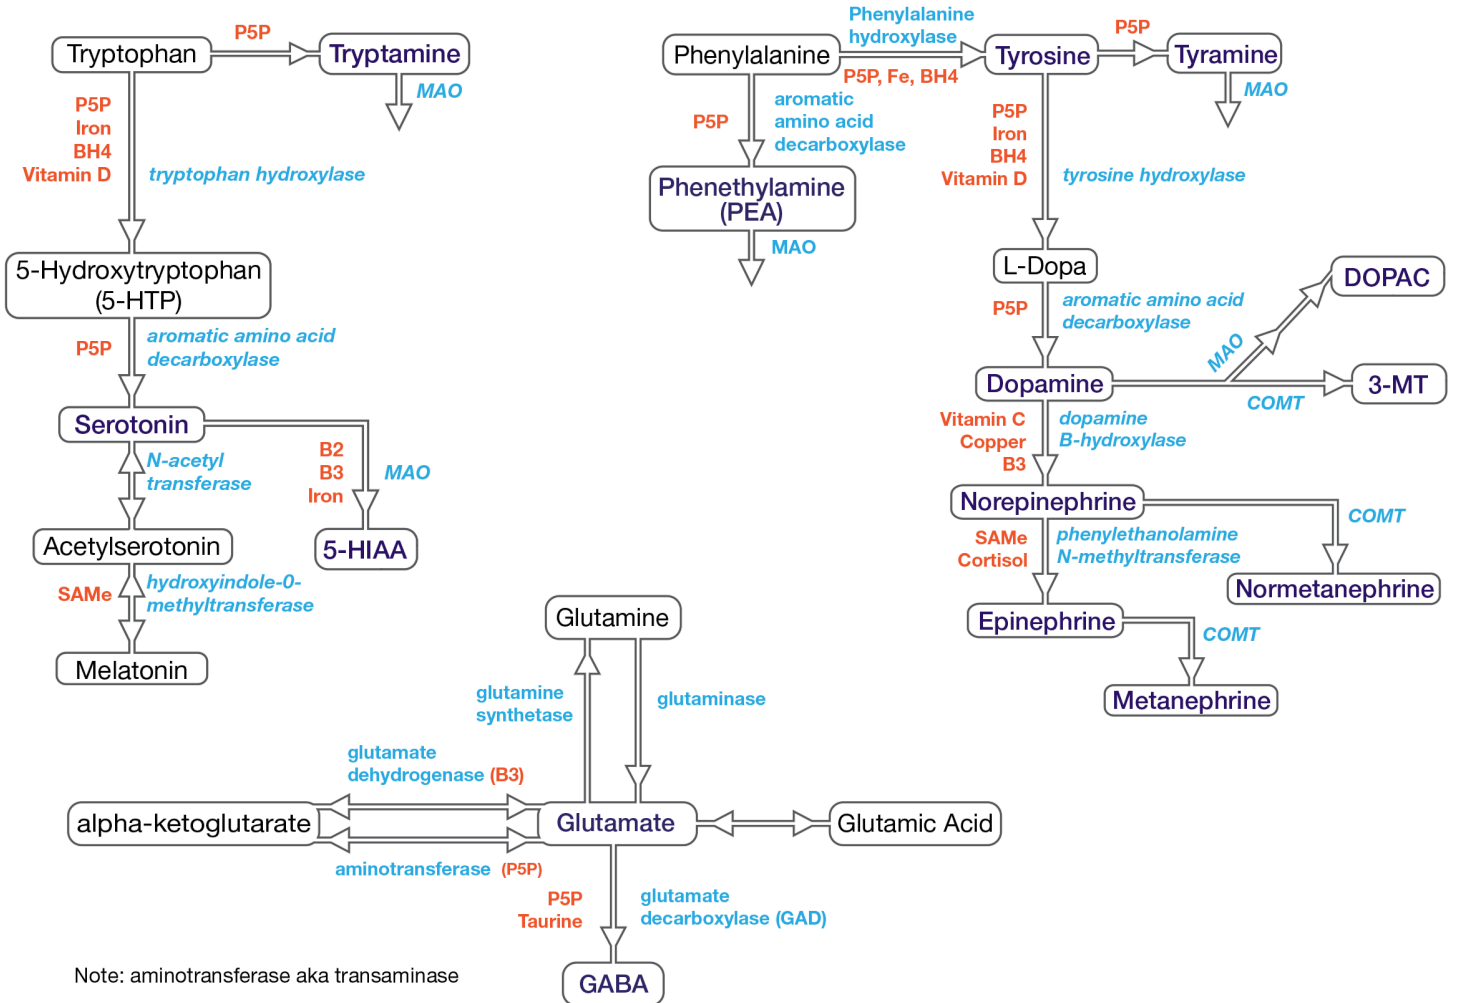 Tryptophan
P5P
Tryptamine
MAO
P5P
Iron
BH4
Vitamin D
tryptophan hydroxylase
5-Hydroxytryptophan
(5-HTP)
P5P
aromatic amino acid
decarboxylase
Serotonin
N-acetyl
transferase
B2
B3
Iron
MAO
5-HIAA
Acetylserotonin
SAMe
hydroxyindole-0-
methyltransferase
Melatonin
Phenylalanine
Phenylalanine
hydroxylase
P5P, Fe, BH4
Tyrosine
P5P
Tyramine
MAO
P5P
aromatic
amino acid
decarboxylase
Phenethylamine
(PEA)
MAO
P5P
Iron
BH4
Vitamin D
tyrosine hydroxylase
L-Dopa
P5P
aromatic amino acid
decarboxylase
Dopamine
MAO
DOPAC
COMT
3-MT
Vitamin C
Copper
B3
dopamine
B-hydroxylase
Norepinephrine
COMT
Normetanephrine
SAMe
Cortisol
phenylethanolamine
N-methyltransferase
Epinephrine
COMT
Metanephrine
Glutamine
glutamine
synthetase
glutaminase
glutamate
dehydrogenase (B3)
alpha-ketoglutarate
Glutamate
Glutamic Acid
aminotransferase (P5P)
P5P
Taurine
glutamate
decarboxylase (GAD)
GABA
Note: aminotransferase aka transaminase